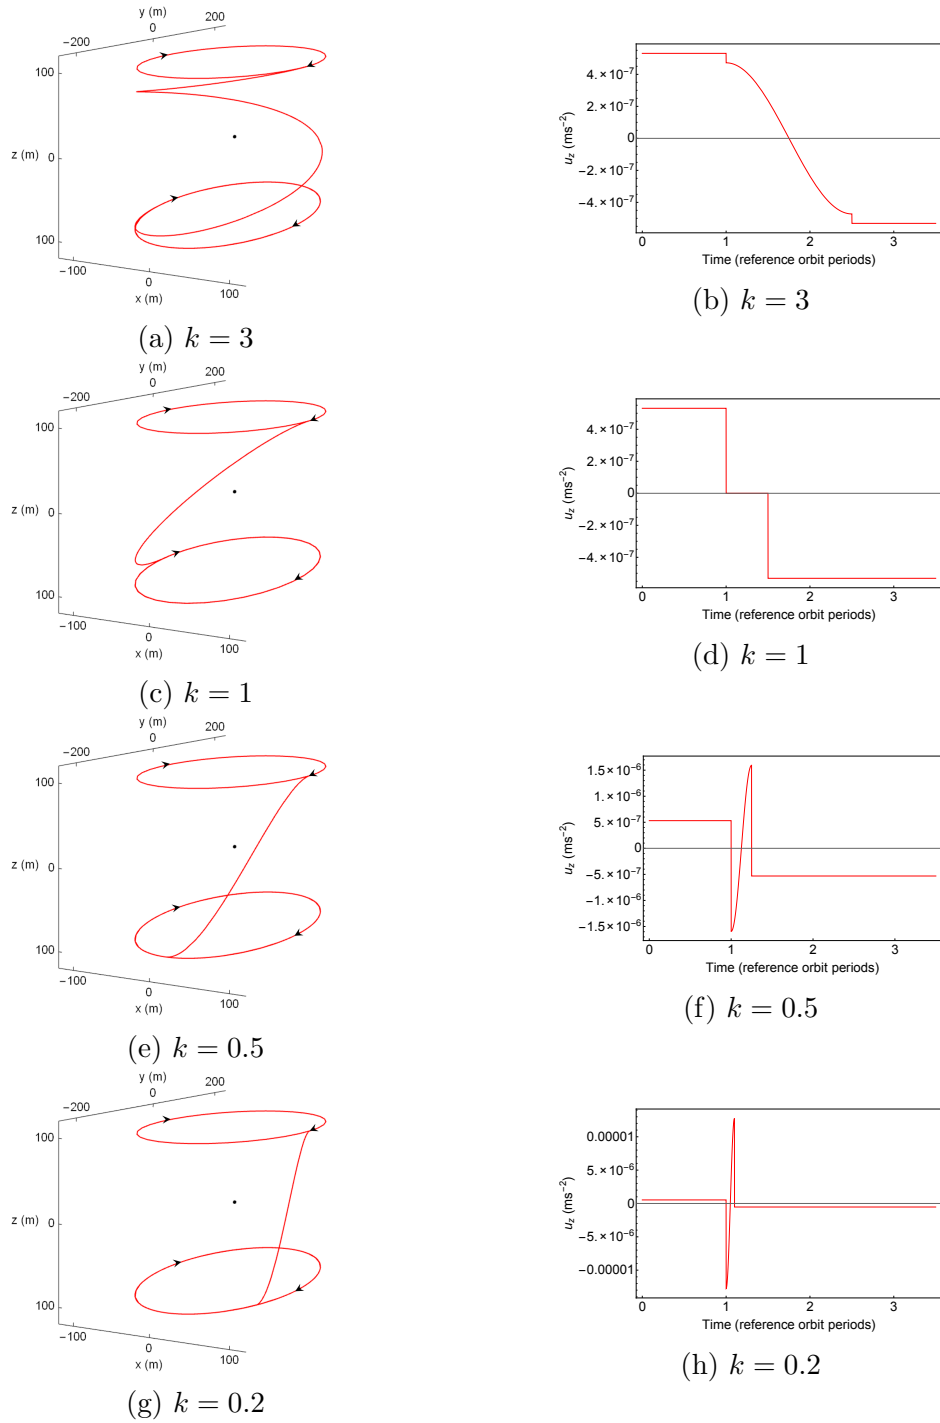 y (m)
−200
0
200
100
z (m)
0
100
−100
0
100
x (m)
(a) k = 3
u_z (ms⁻²)
4.×10⁻⁷
2.×10⁻⁷
0
−2.×10⁻⁷
−4.×10⁻⁷
0
1
2
3
Time (reference orbit periods)
(b) k = 3
y (m)
−200
0
200
100
z (m)
0
100
−100
0
100
x (m)
(c) k = 1
u_z (ms⁻²)
4.×10⁻⁷
2.×10⁻⁷
0
−2.×10⁻⁷
−4.×10⁻⁷
0
1
2
3
Time (reference orbit periods)
(d) k = 1
y (m)
−200
0
200
100
z (m)
0
100
−100
0
100
x (m)
(e) k = 0.5
u_z (ms⁻²)
1.5×10⁻⁶
1.×10⁻⁶
5.×10⁻⁷
0
−5.×10⁻⁷
−1.×10⁻⁶
−1.5×10⁻⁶
0
1
2
3
Time (reference orbit periods)
(f) k = 0.5
y (m)
−200
0
200
100
z (m)
0
100
−100
0
100
x (m)
(g) k = 0.2
u_z (ms⁻²)
0.00001
5.×10⁻⁶
0
−5.×10⁻⁶
−0.00001
0
1
2
3
Time (reference orbit periods)
(h) k = 0.2